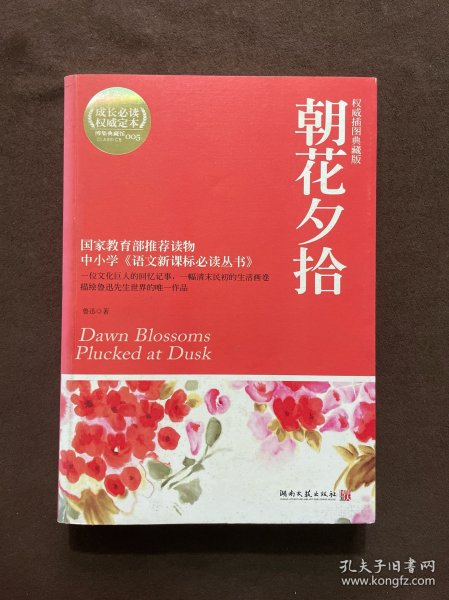 成长必读
权威定本
博集典藏馆
CLASSICS
005
权威插图典藏版
朝花夕拾
国家教育部推荐读物
中小学《语文新课标必读丛书》
一位文化巨人的回忆记事,一幅清末民初的生活画卷
描绘鲁迅先生世界的唯一作品
鲁迅◎著
Dawn Blossoms
Plucked at Dusk
湖南文艺出版社
孔夫子旧书网
www.kongfz.com